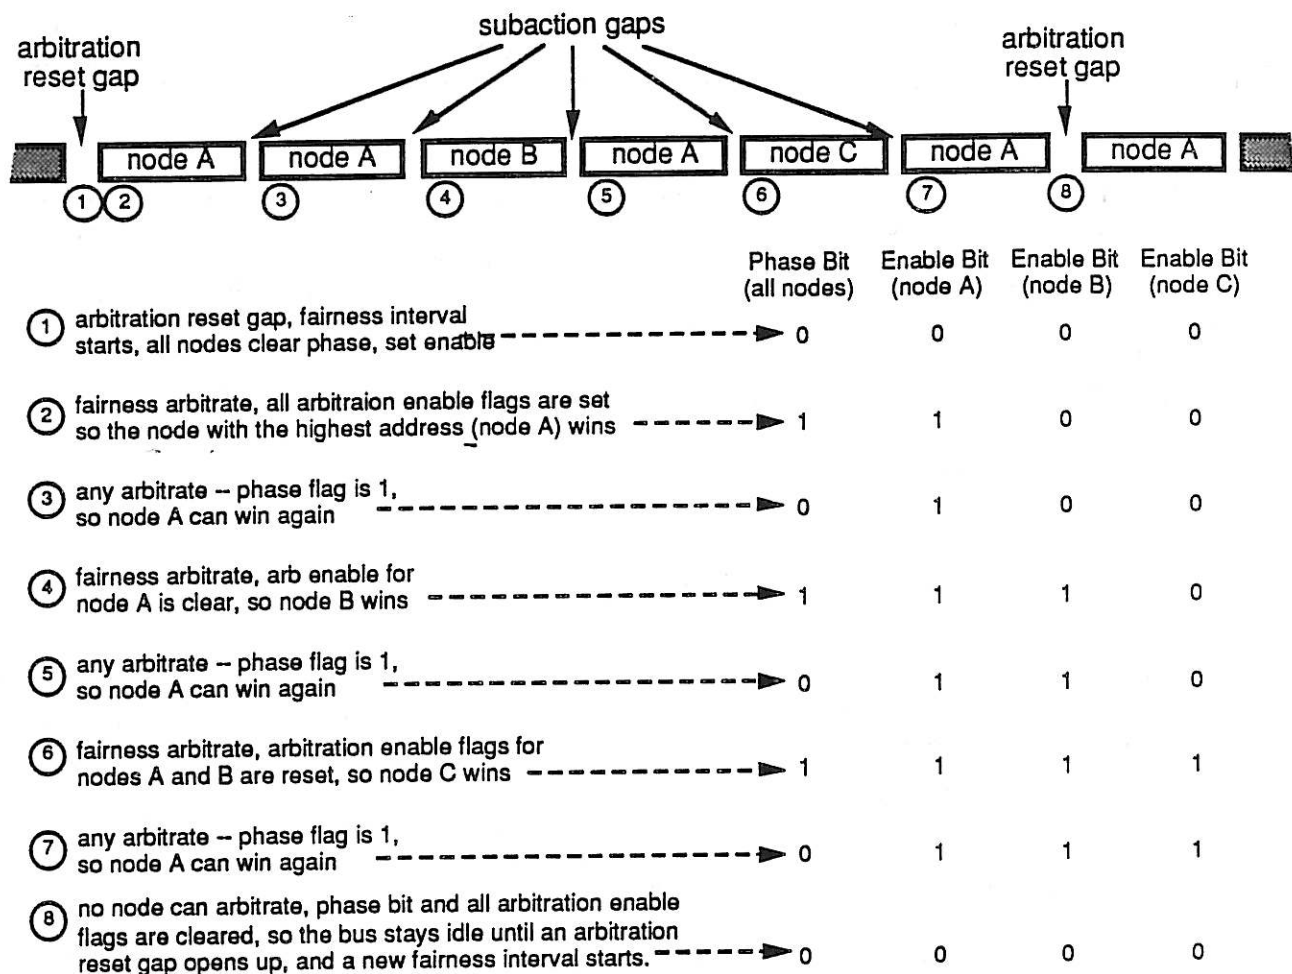 subaction gaps
arbitration
reset gap
arbitration
reset gap
node A
node A
node B
node A
node C
node A
node A
1 2 3 4 5 6 7 8
Phase Bit
(all nodes)
Enable Bit
(node A)
Enable Bit
(node B)
Enable Bit
(node C)
1 arbitration reset gap, fairness interval
starts, all nodes clear phase, set enable 0 0 0 0
2 fairness arbitrate, all arbitraion enable flags are set
so the node with the highest address (node A) wins 1 1 0 0
3 any arbitrate -- phase flag is 1,
so node A can win again 0 1 0 0
4 fairness arbitrate, arb enable for
node A is clear, so node B wins 1 1 1 0
5 any arbitrate -- phase flag is 1,
so node A can win again 0 1 1 0
6 fairness arbitrate, arbitration enable flags for
nodes A and B are reset, so node C wins 1 1 1 1
7 any arbitrate -- phase flag is 1,
so node A can win again 0 1 1 1
8 no node can arbitrate, phase bit and all arbitration enable
flags are cleared, so the bus stays idle until an arbitration
reset gap opens up, and a new fairness interval starts. 0 0 0 0